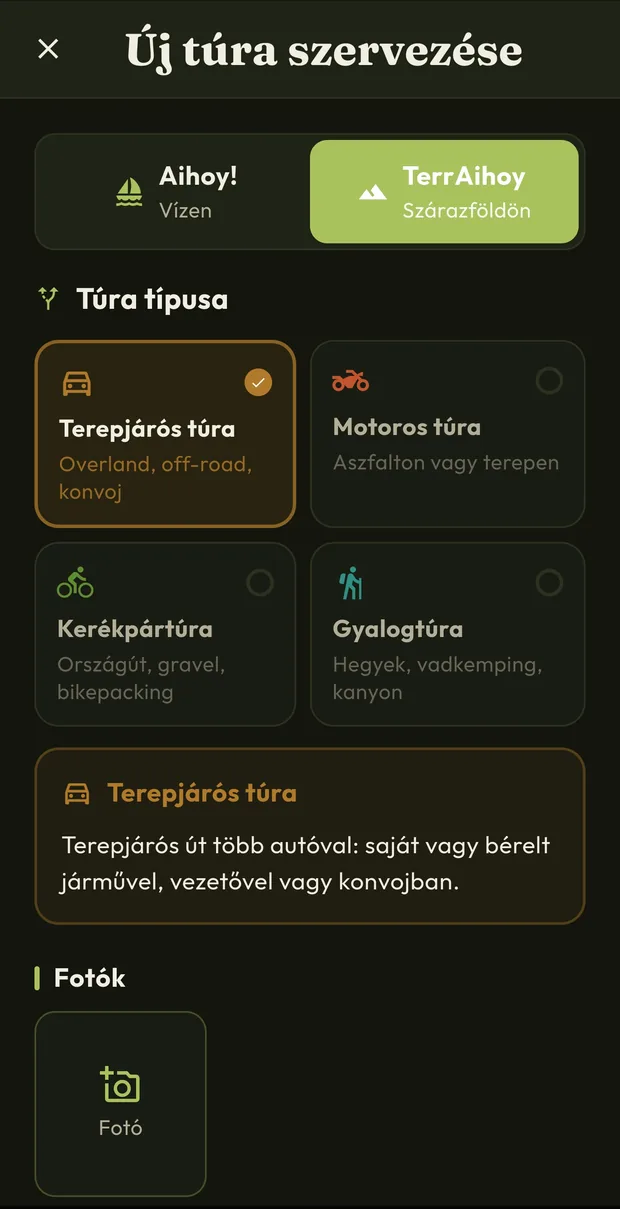 Új túra szervezése
Aihoy!
Vízen
TerrAihoy
Szárazföldön
Túra típusa
Terepjárós túra
Overland, off-road,
konvoj
Motoros túra
Aszfalton vagy terepen
Kerékpártúra
Országút, gravel,
bikepacking
Gyalogtúra
Hegyek, vadkemping,
kanyon
Terepjárós túra
Terepjárós út több autóval: saját vagy bérelt
járművel, vezetővel vagy konvojban.
Fotók
Fotó